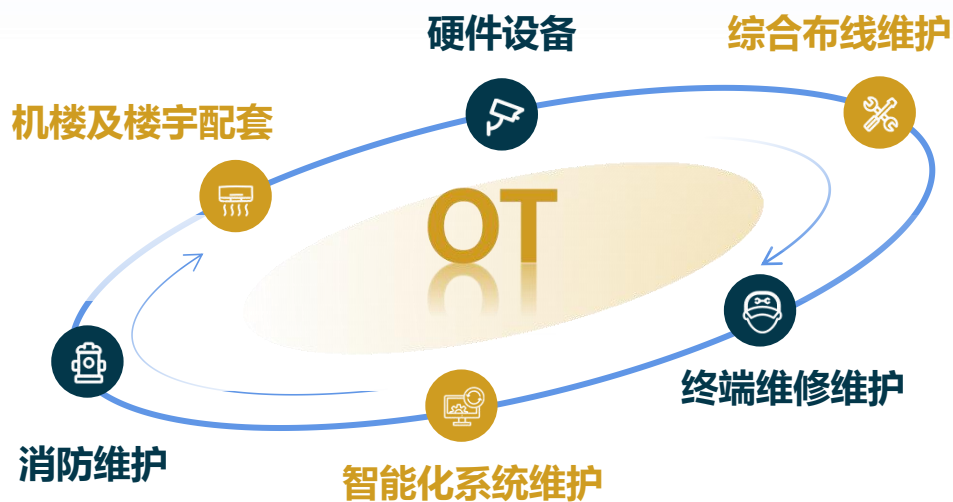 硬件设备
综合布线维护
机楼及楼宇配套
OT
终端维修维护
消防维护
智能化系统维护